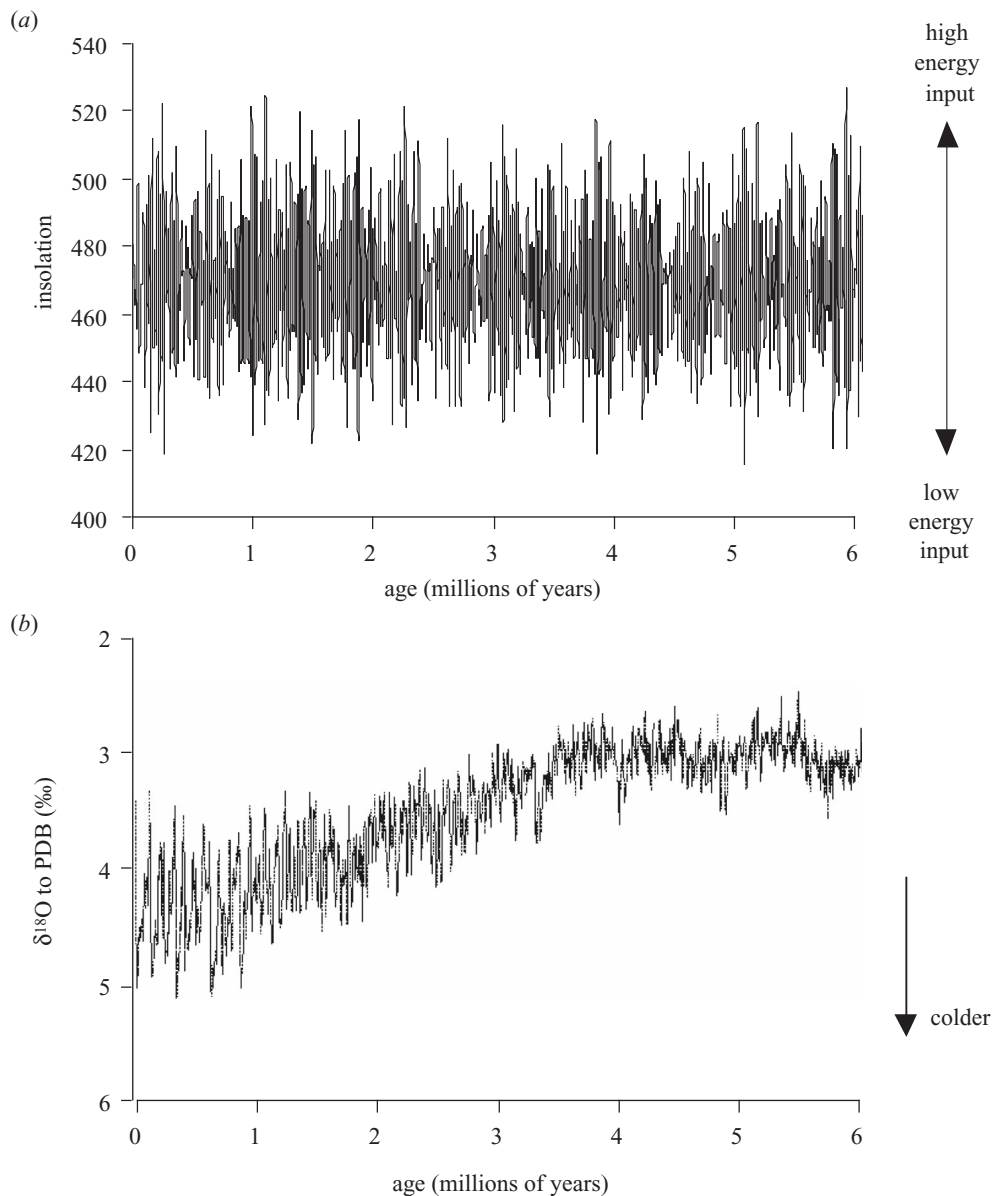 (a)
high
energy
input
540
520
500
480
460
440
420
400
insolation
low
energy
input
0 1 2 3 4 5 6
age (millions of years)
(b)
2
3
4
5
6
δ¹⁸O to PDB (‰)
colder
0 1 2 3 4 5 6
age (millions of years)